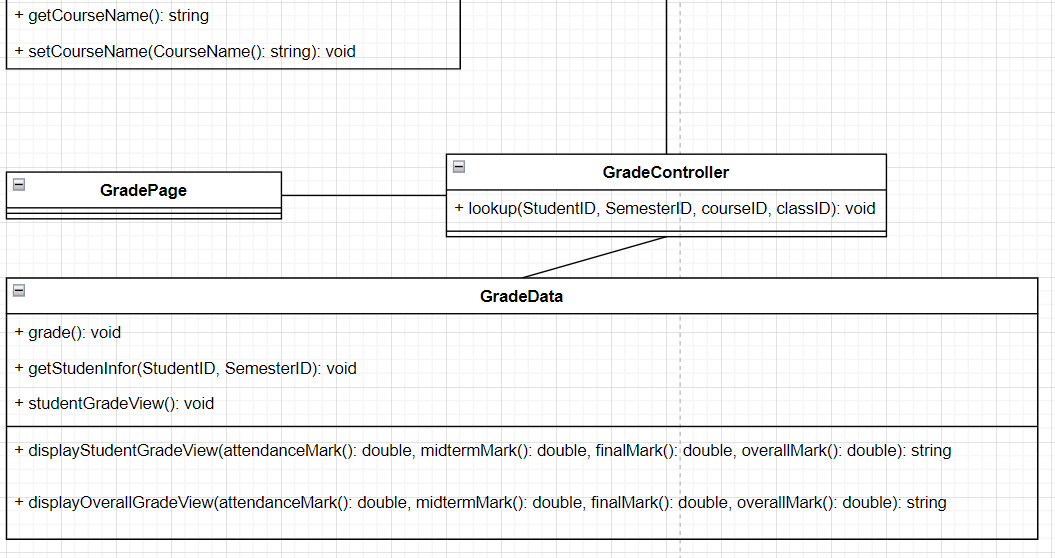 + getCourseName(): string
+ setCourseName(CourseName(): string): void
GradePage
GradeController
+ lookup(StudentID, SemesterID, courseID, classID): void
GradeData
+ grade(): void
+ getStudenInfor(StudentID, SemesterID): void
+ studentGradeView(): void
+ displayStudentGradeView(attendanceMark(): double, midtermMark(): double, finalMark(): double, overallMark(): double): string
+ displayOverallGradeView(attendanceMark(): double, midtermMark(): double, finalMark(): double, overallMark(): double): string